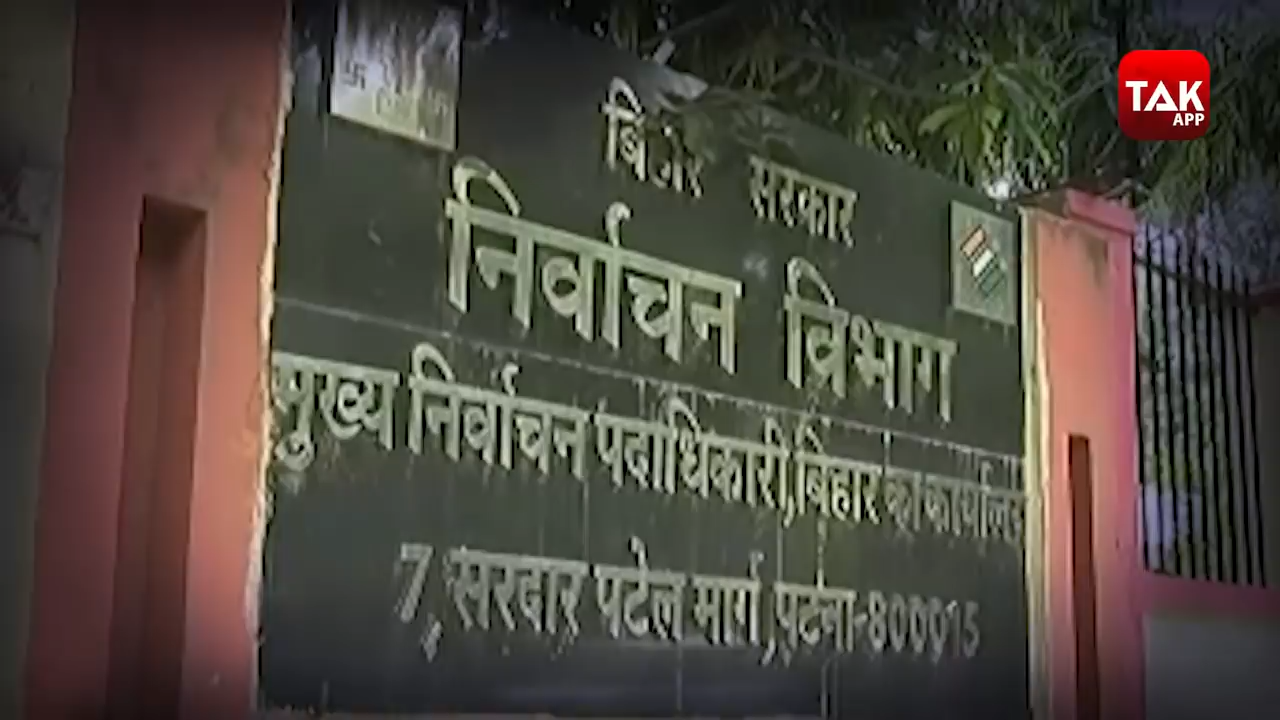 TAK
APP
बिहार सरकार
निर्वाचन विभाग
मुख्य निर्वाचन पदाधिकारी, बिहार का कार्यालय
7, सरदार पटेल मार्ग, पटना-800015